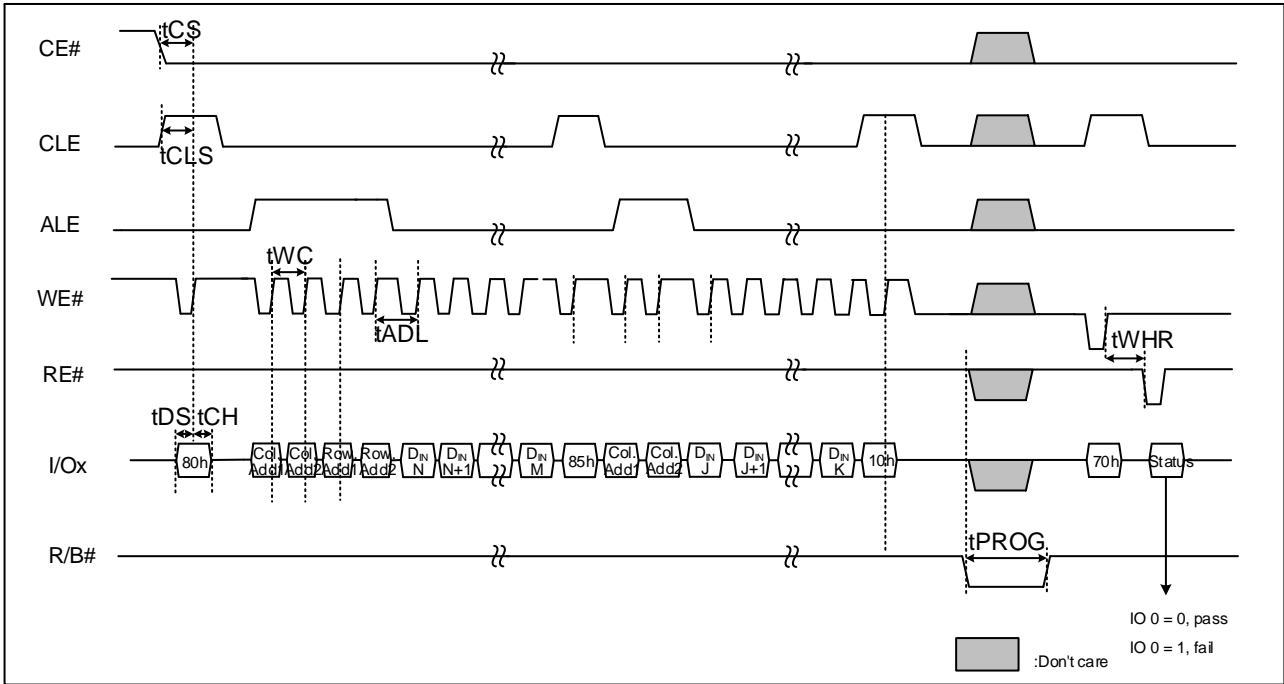 CE#
tCS
CLE
tCLS
ALE
WE#
tWC
tADL
tWHR
RE#
tDS
tCH
I/Ox
80h
Col.
Add1
Col.
Add2
Row.
Add1
Row.
Add2
DIN
N
DIN
N+1
DIN
M
85h
Col.
Add1
Col.
Add2
DIN
J
DIN
J+1
DIN
K
10h
70h
Status
R/B#
tPROG
IO 0 = 0, pass
IO 0 = 1, fail
:Don't care